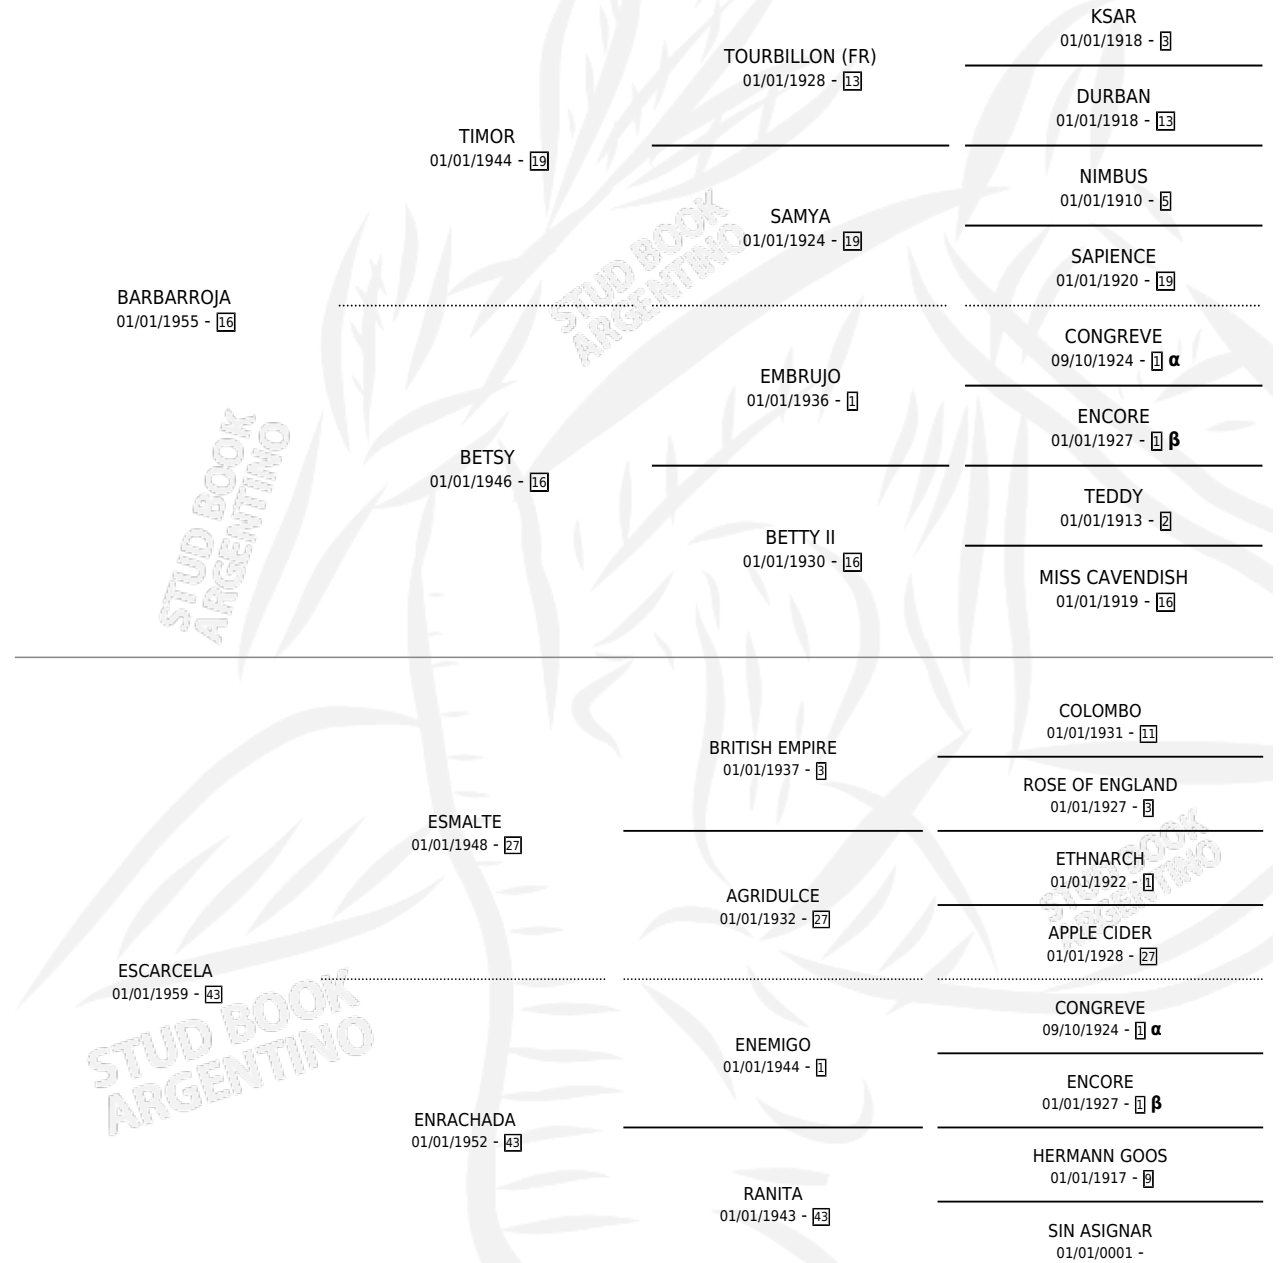 KSAR
01/01/1918 - 3
TOURBILLON (FR)
01/01/1928 - 13
DURBAN
01/01/1918 - 13
TIMOR
01/01/1944 - 19
NIMBUS
01/01/1910 - 5
SAMYA
01/01/1924 - 19
SAPIENCE
01/01/1920 - 19
BARBARROJA
01/01/1955 - 16
CONGREVE
09/10/1924 - 1 α
EMBRUJO
01/01/1936 - 1
ENCORE
01/01/1927 - 1 β
BETSY
01/01/1946 - 16
TEDDY
01/01/1913 - 2
BETTY II
01/01/1930 - 16
MISS CAVENDISH
01/01/1919 - 16
STUD BOOK
ARGENTINO
STUD BOOK
ARGENTINO
COLOMBO
01/01/1931 - 11
BRITISH EMPIRE
01/01/1937 - 3
ROSE OF ENGLAND
01/01/1927 - 3
ESMALTE
01/01/1948 - 27
ETHNARCH
01/01/1922 - 1
AGRIDULCE
01/01/1932 - 27
APPLE CIDER
01/01/1928 - 27
STUD BOOK
ARGENTINO
ESCARCELA
01/01/1959 - 43
CONGREVE
09/10/1924 - 1 α
ENEMIGO
01/01/1944 - 1
ENCORE
01/01/1927 - 1 β
ENRACHADA
01/01/1952 - 43
HERMANN GOOS
01/01/1917 - 9
RANITA
01/01/1943 - 43
SIN ASIGNAR
01/01/0001 -
STUD BOOK
ARGENTINO